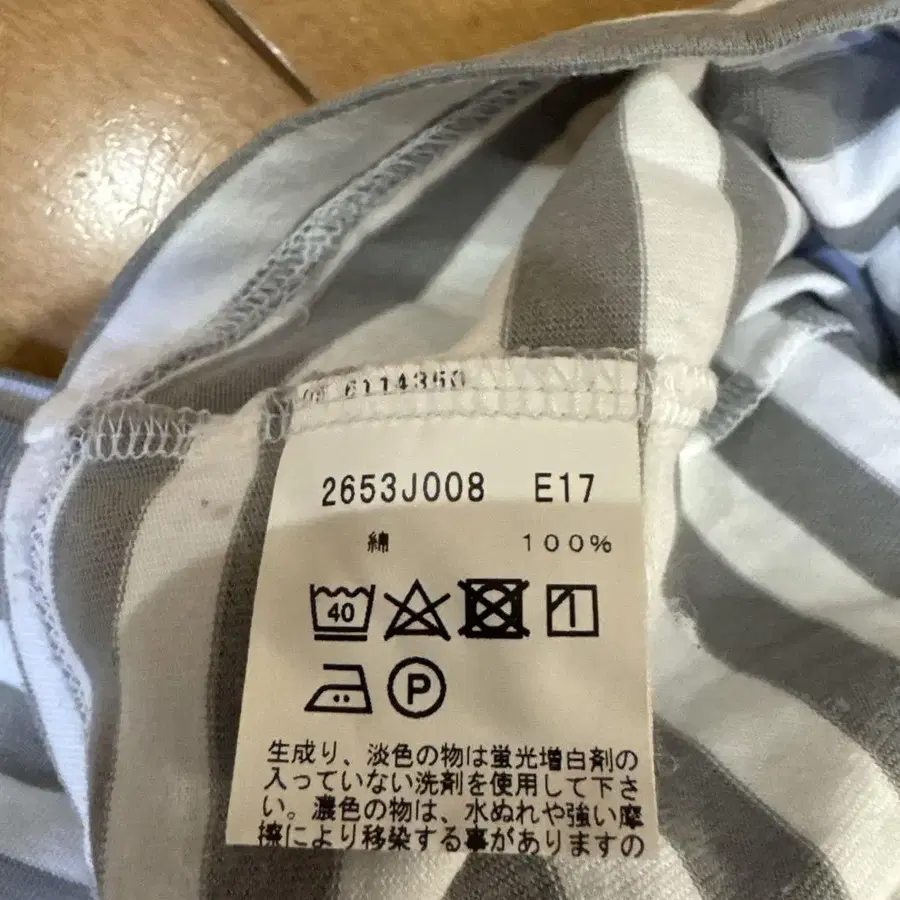 6114350
2653J008 E17
綿 100%
40
P
生成り、淡色の物は蛍光増白剤の
入っていない洗剤を使用して下さ
い。濃色の物は、水ぬれや強い摩
擦により移染する事がありますの